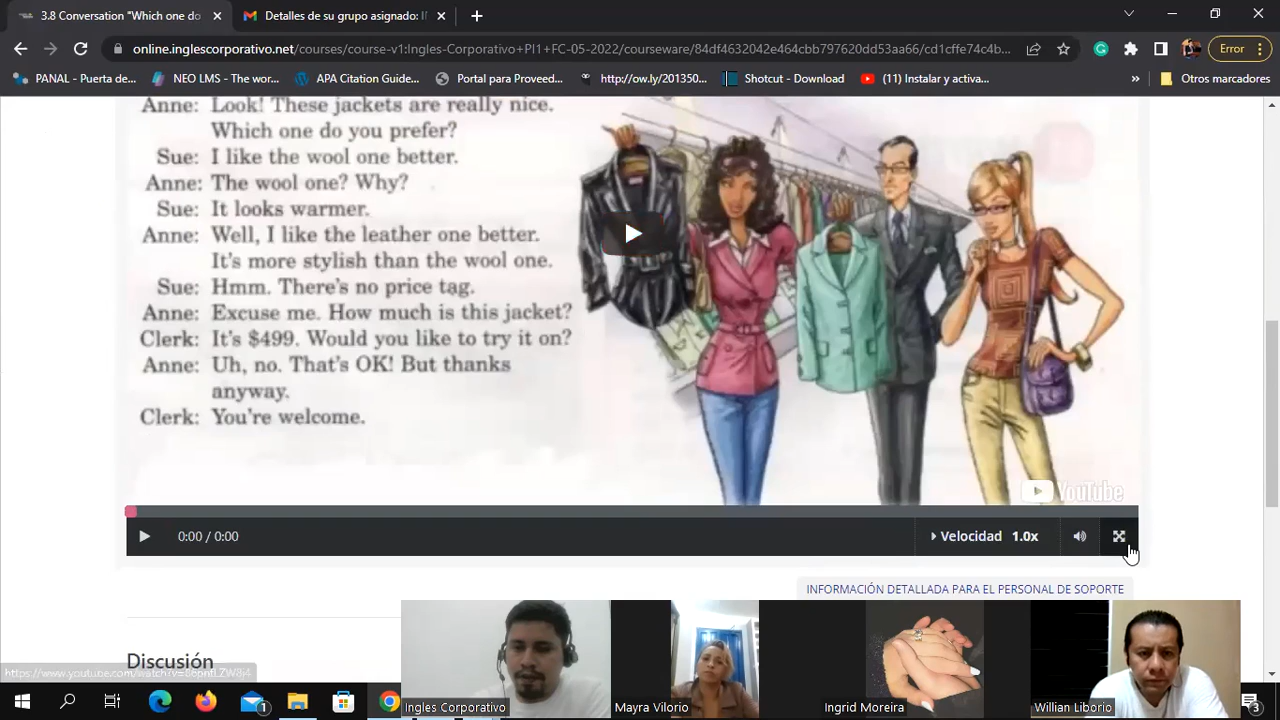 3.8 Conversation "Which one do
Detalles de su grupo asignado: I
online.inglescorporativo.net/courses/course-v1:Ingles-Corporativo+PI1+FC-05-2022/courseware/84df4632042e464cbb797620dd53aa66/cd1cffe74c4b...
Error
PANAL - Puerta de...
NEO LMS - The wor...
APA Citation Guide...
Portal para Proveed...
http://ow.ly/201350...
Shotcut - Download
(11) Instalar y activa...
»
Otros marcadores
Anne: Look! These jackets are really nice.
Which one do you prefer?
Sue: I like the wool one better.
Anne: The wool one? Why?
Sue: It looks warmer.
Anne: Well, I like the leather one better.
It's more stylish than the wool one.
Sue: Hmm. There's no price tag.
Anne: Excuse me. How much is this jacket?
Clerk: It's $499. Would you like to try it on?
Anne: Uh, no. That's OK! But thanks
anyway.
Clerk: You're welcome.
YouTube
0:00 / 0:00
Velocidad 1.0x
INFORMACIÓN DETALLADA PARA EL PERSONAL DE SOPORTE
Discusión
Ingles Corporativo
Mayra Vilorio
Ingrid Moreira
Willian Liborio
1
3